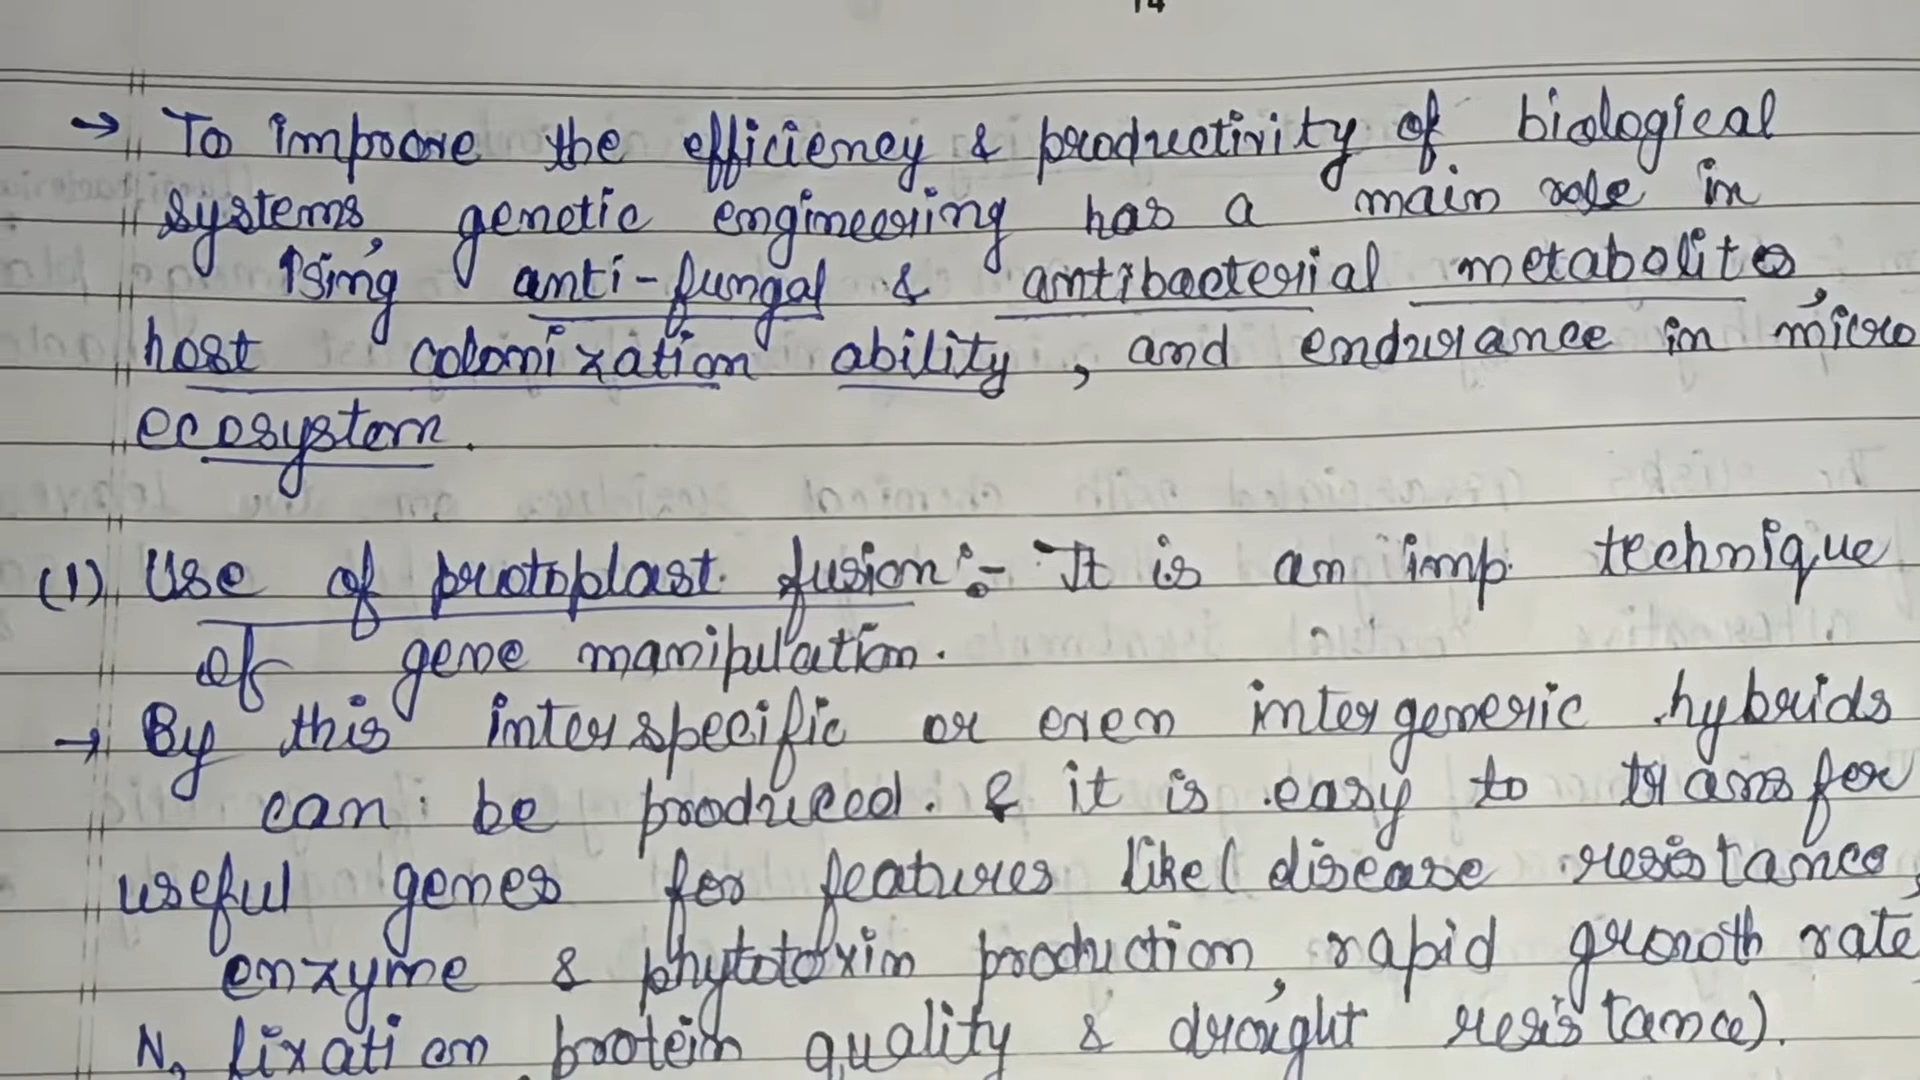 14
→ To improve the efficiency & productivity of biological
systems, genetic engineering has a main role in
Using anti-fungal & antibacterial metabolites,
host colonization ability, and endurance in micro
ecosystem.
(1) Use of protoplast fusion :- It is an imp. technique
of gene manipulation.
→ By this interspecific or even intergeneric hybrids
can be produced. & it is easy to transfer
useful genes for features like (disease resistance,
enzyme & phytotoxin production, rapid growth rate,
N₂ fixation, protein quality & drought resistance).